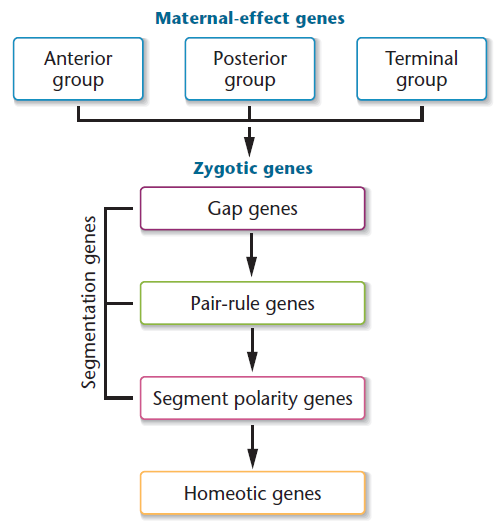 Maternal-effect genes
Anterior
group
Posterior
group
Terminal
group
Zygotic genes
Segmentation genes
Gap genes
Pair-rule genes
Segment polarity genes
Homeotic genes